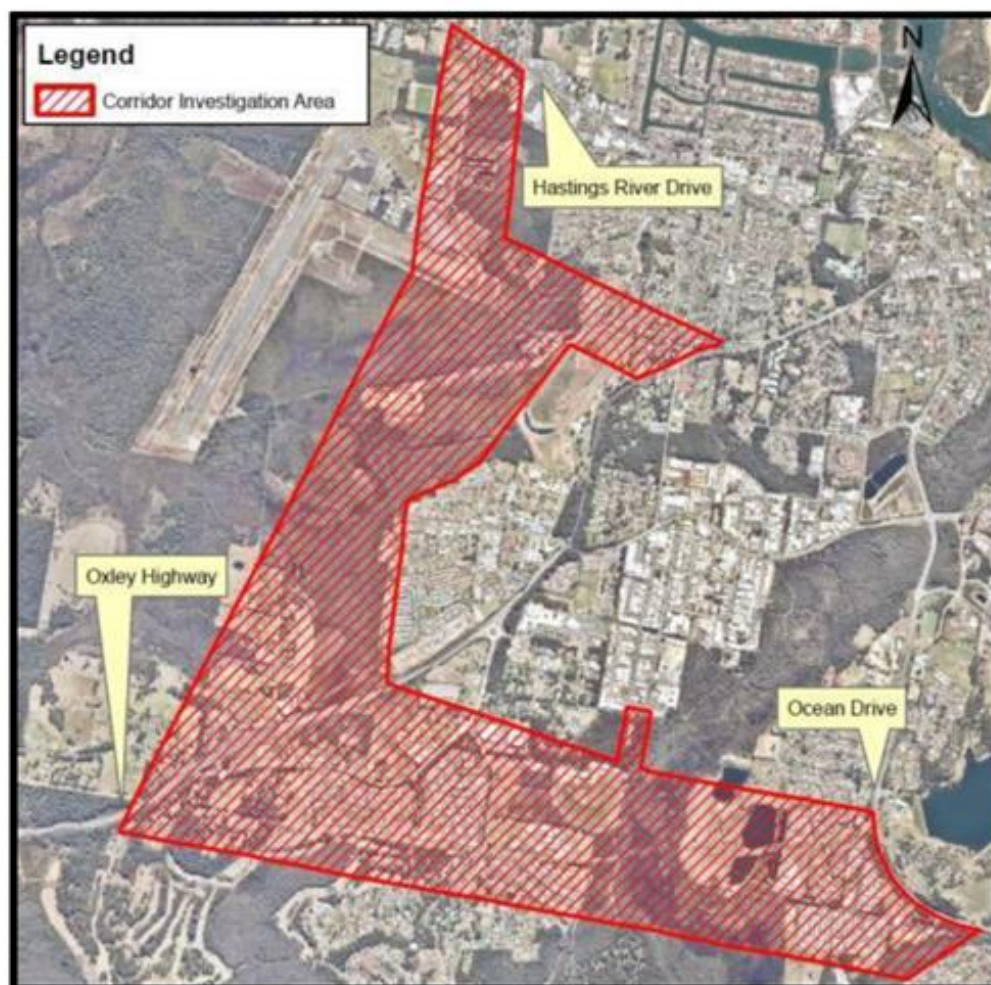 Legend
Corridor Investigation Area
N
Hastings River Drive
Oxley Highway
Ocean Drive